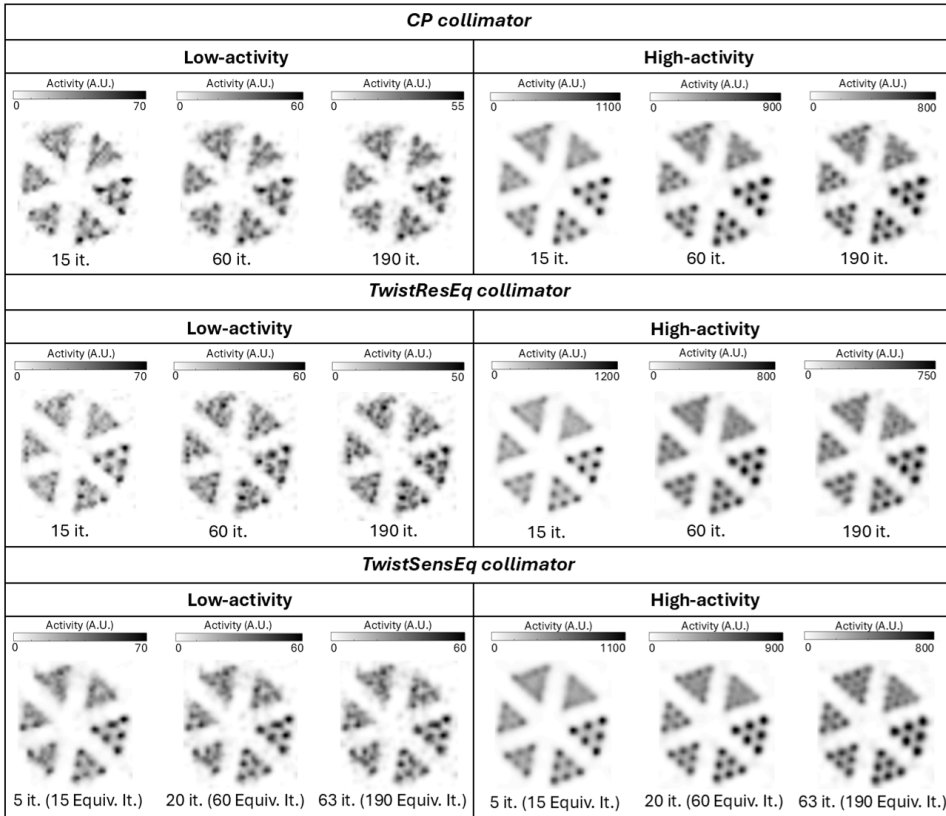 CP collimator
Low-activity High-activity
Activity (A.U.) Activity (A.U.) Activity (A.U.) Activity (A.U.) Activity (A.U.) Activity (A.U.)
0 70 0 60 0 55 0 1100 0 900 0 800
15 it. 60 it. 190 it. 15 it. 60 it. 190 it.
TwistResEq collimator
Low-activity High-activity
Activity (A.U.) Activity (A.U.) Activity (A.U.) Activity (A.U.) Activity (A.U.) Activity (A.U.)
0 70 0 60 0 50 0 1200 0 800 0 750
15 it. 60 it. 190 it. 15 it. 60 it. 190 it.
TwistSensEq collimator
Low-activity High-activity
Activity (A.U.) Activity (A.U.) Activity (A.U.) Activity (A.U.) Activity (A.U.) Activity (A.U.)
0 70 0 60 0 60 0 1100 0 900 0 800
5 it. (15 Equiv. It.) 20 it. (60 Equiv. It.) 63 it. (190 Equiv. It.) 5 it. (15 Equiv. It.) 20 it. (60 Equiv. It.) 63 it. (190 Equiv. It.)